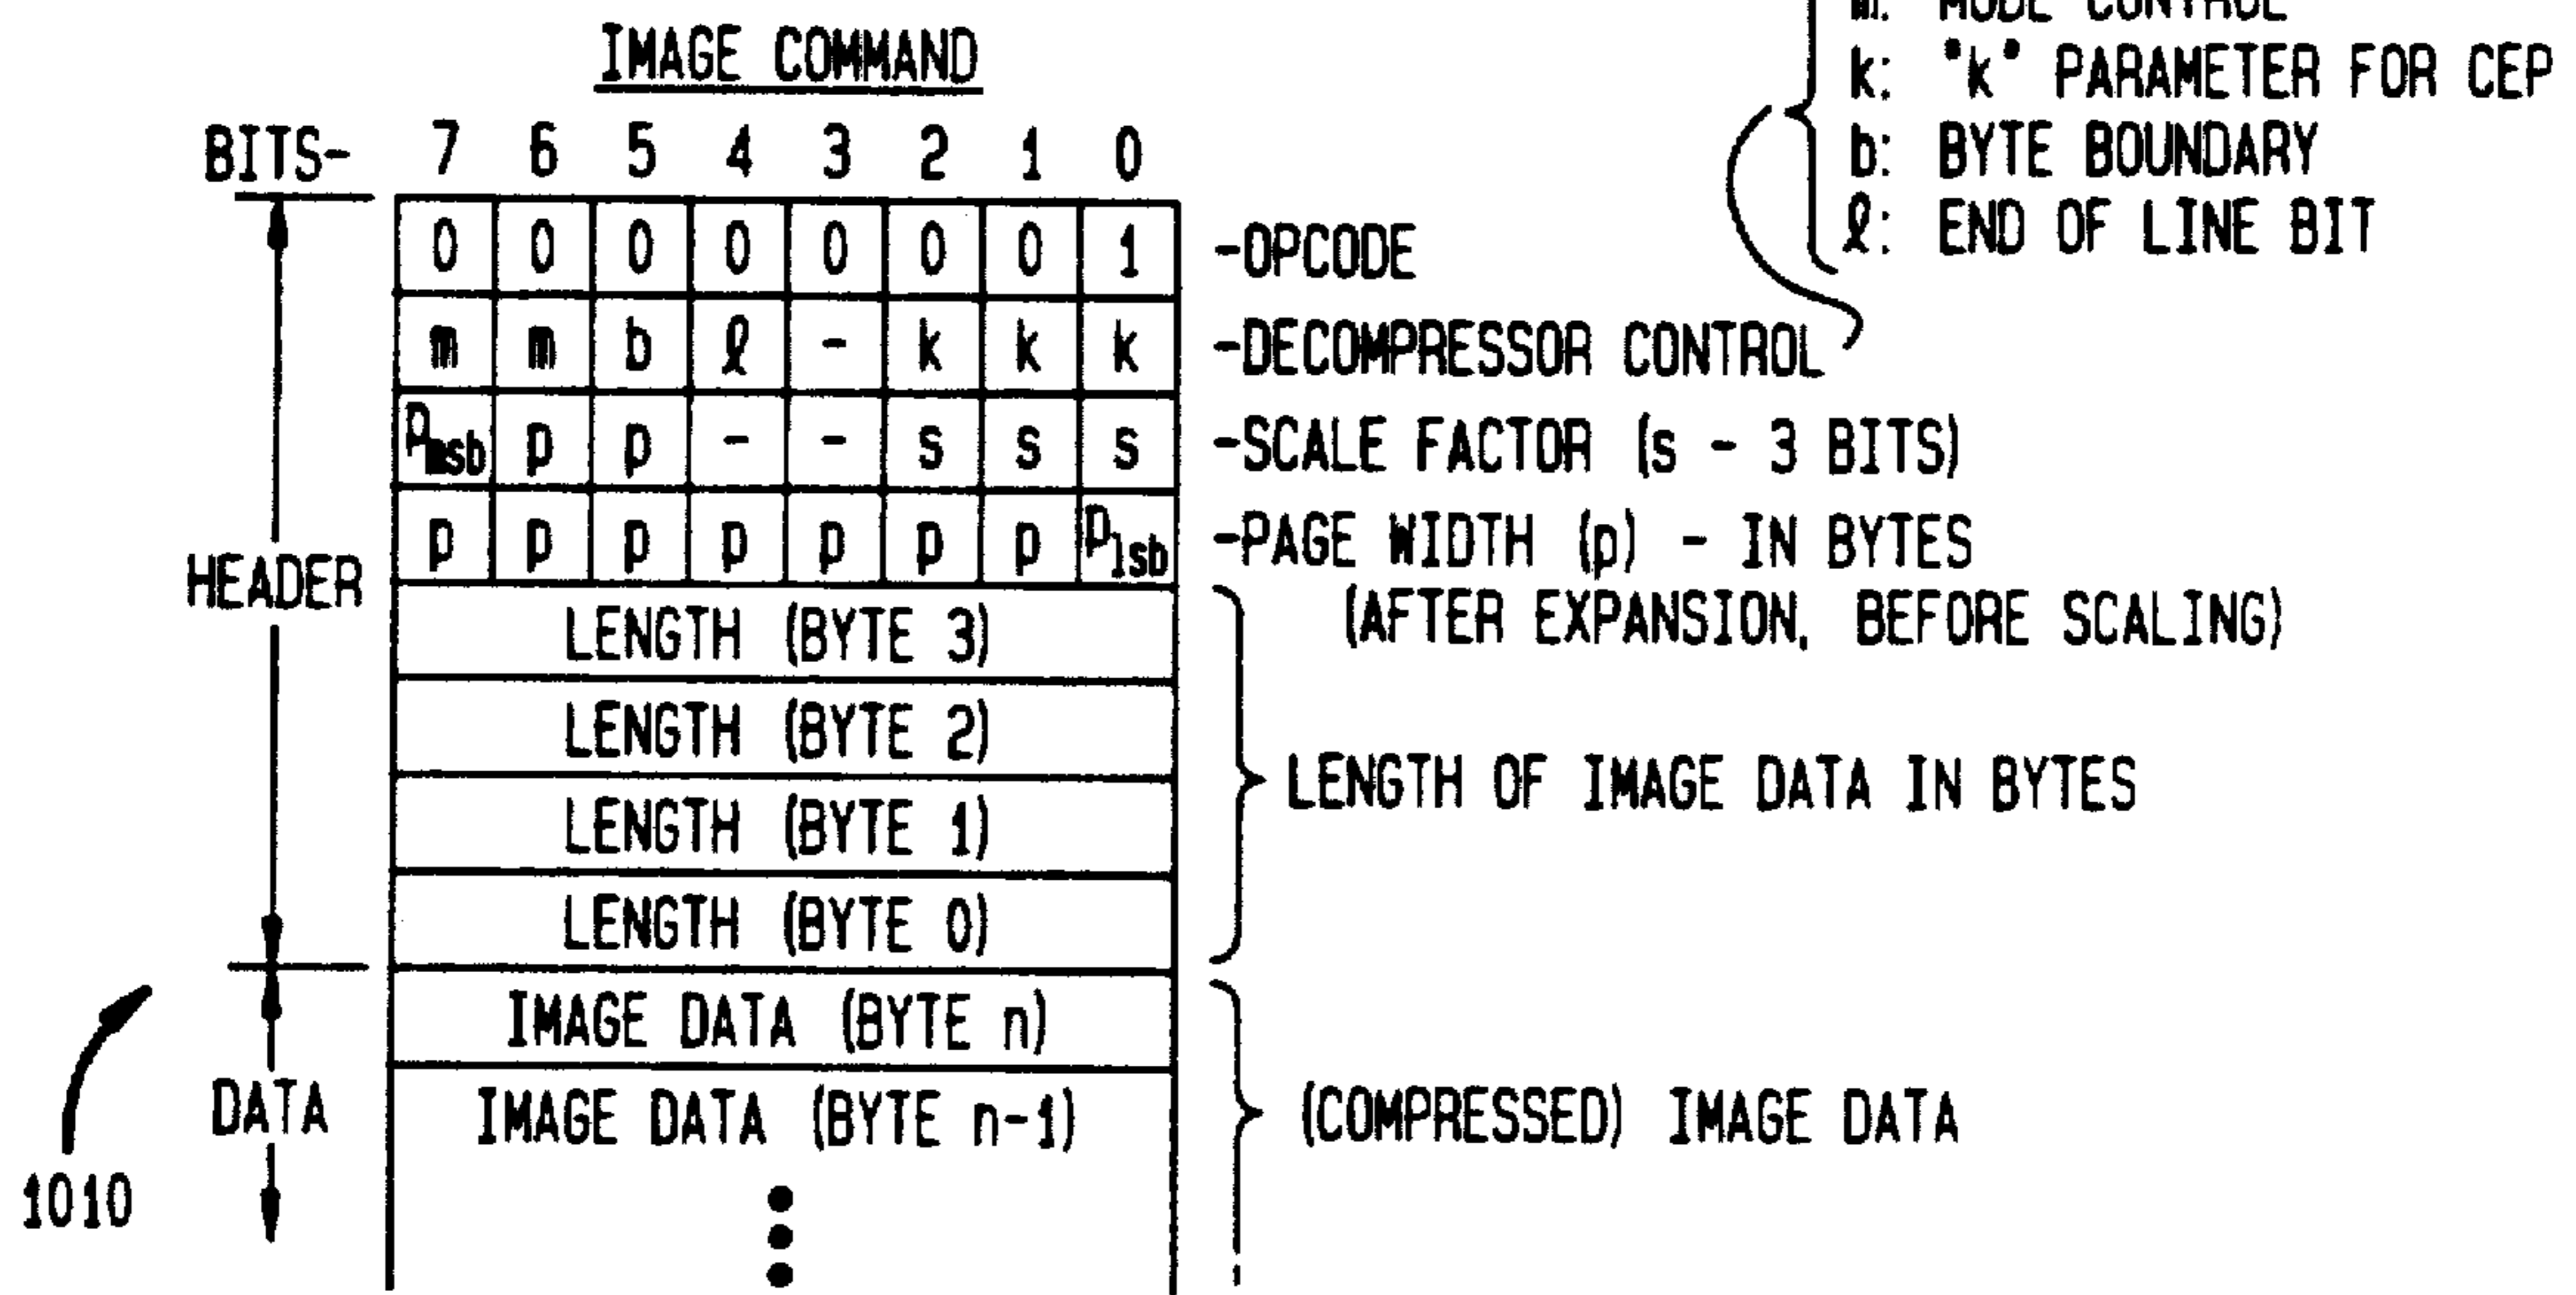 IMAGE COMMAND
m: MODE CONTROL
k: "k" PARAMETER FOR CEP
b: BYTE BOUNDARY
ℓ: END OF LINE BIT
BITS- 7 6 5 4 3 2 1 0
0 0 0 0 0 0 0 1 -OPCODE
m m b ℓ - k k k -DECOMPRESSOR CONTROL
Pmsb p p - - s s s -SCALE FACTOR (s - 3 BITS)
p p p p p p p Plsb -PAGE WIDTH (p) - IN BYTES
(AFTER EXPANSION, BEFORE SCALING)
HEADER
LENGTH (BYTE 3)
LENGTH (BYTE 2)
LENGTH (BYTE 1)
LENGTH (BYTE 0)
LENGTH OF IMAGE DATA IN BYTES
IMAGE DATA (BYTE n)
IMAGE DATA (BYTE n-1)
DATA
(COMPRESSED) IMAGE DATA
1010